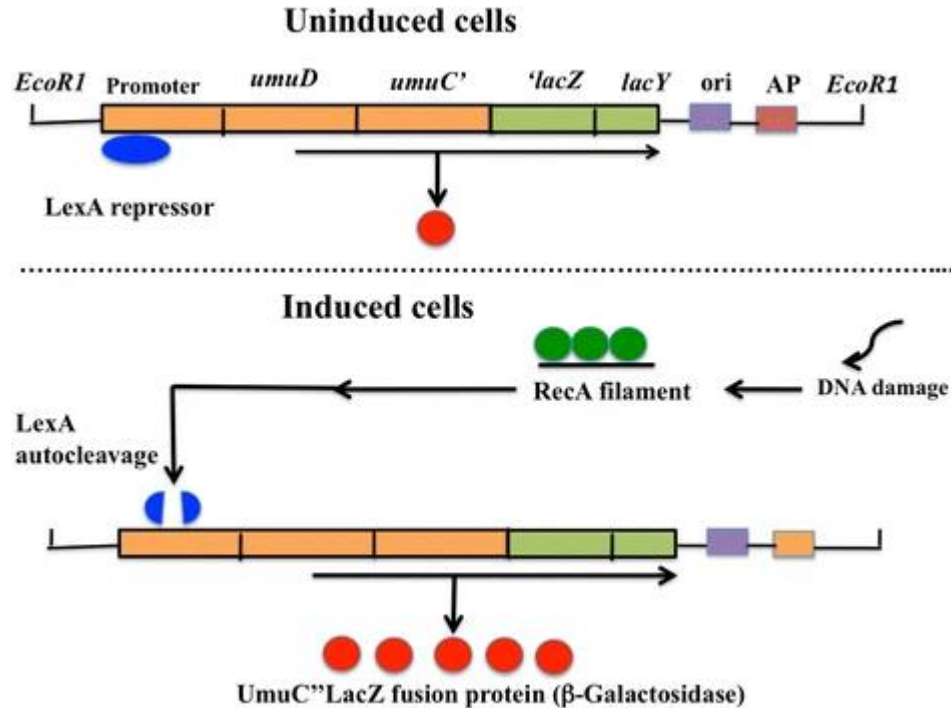 Uninduced cells
EcoR1 Promoter umuD umuC’ ‘lacZ lacY ori AP EcoR1
LexA repressor
Induced cells
RecA filament
DNA damage
LexA
autocleavage
UmuC”LacZ fusion protein (β-Galactosidase)